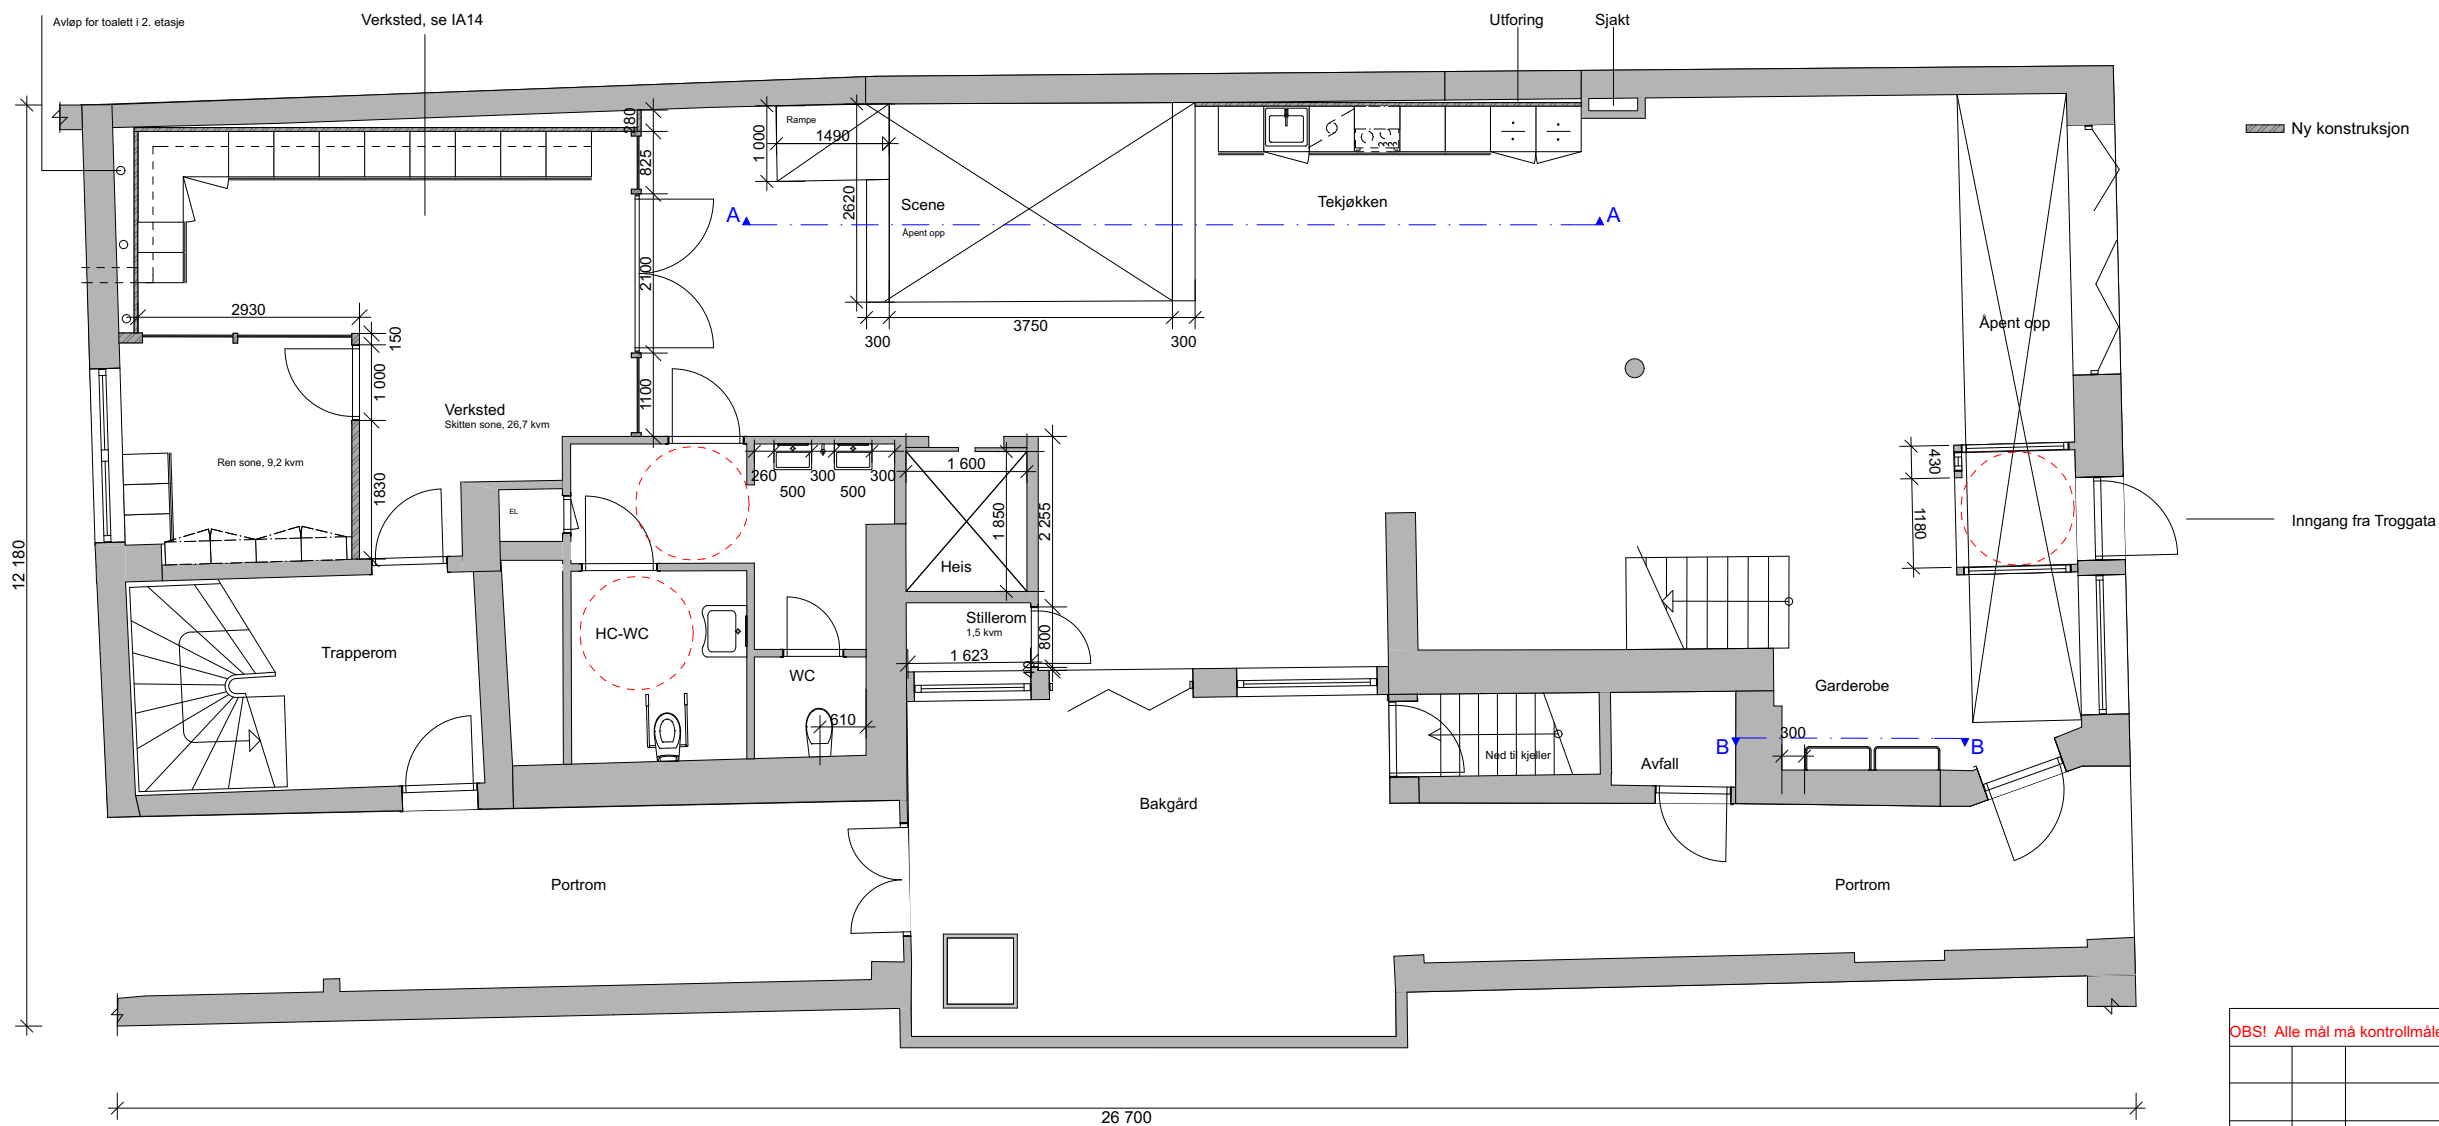 Avløp for toalett i 2. etasje
Verksted, se IA14
Utforing
Sjakt
Rampe
1490
1 000
280
825
2620
Scene
Åpent opp
Tekjøkken
A
A
Ny konstruksjon
2100
2930
150
1 000
1100
3750
300
300
Åpent opp
Verksted
Skitten sone, 26,7 kvm
Ren sone, 9,2 kvm
1830
EL
260
300
300
500
500
1 600
1 850
2 255
430
1180
Inngang fra Troggata
12 180
Heis
Stillerom
1,5 kvm
800
1 623
40
HC-WC
Trapperom
WC
610
Garderobe
300
B
B
Ned til kjeller
Avfall
Bakgård
Portrom
Portrom
OBS! Alle mål må kontrollmåle
26 700